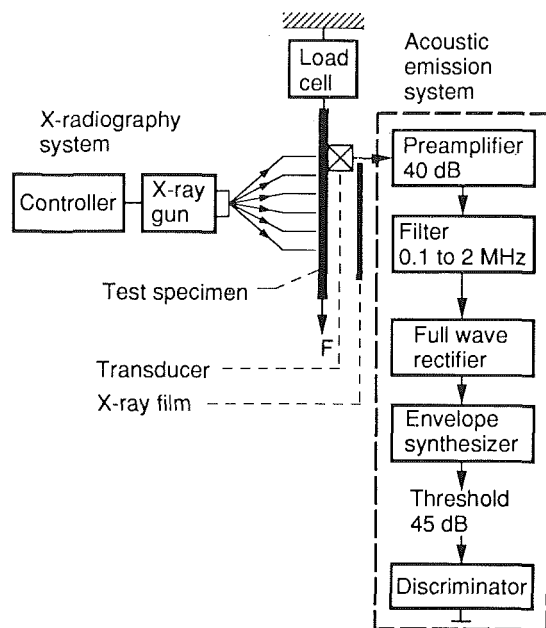 Load
cell
Acoustic
emission
system
X-radiography
system
Controller
X-ray
gun
Preamplifier
40 dB
Filter
0.1 to 2 MHz
Test specimen
F
Transducer
X-ray film
Full wave
rectifier
Envelope
synthesizer
Threshold
45 dB
Discriminator